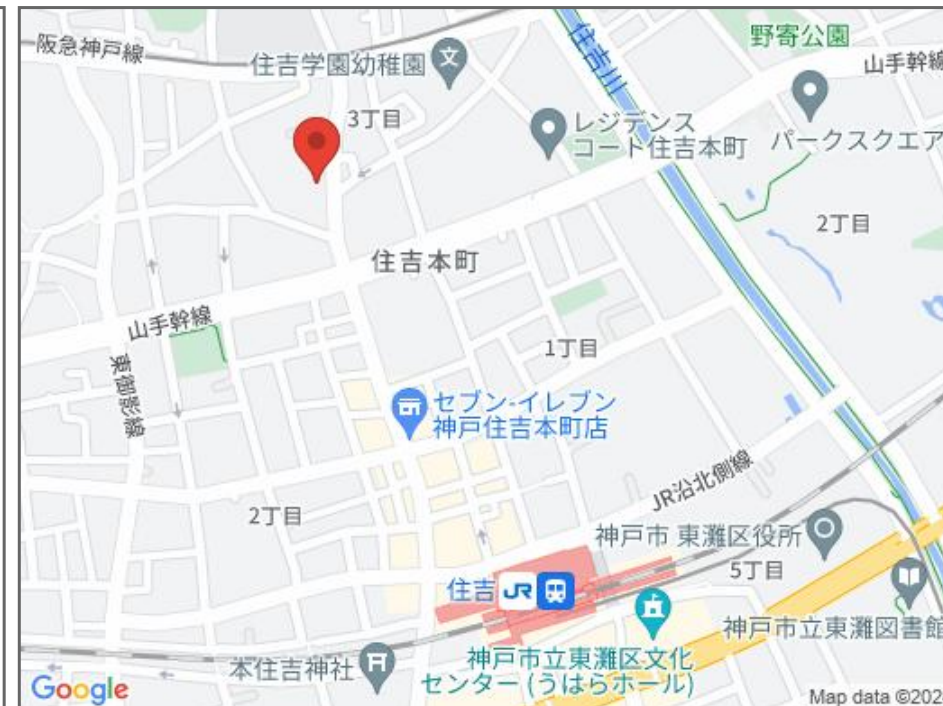 阪急神戸線
住吉学園幼稚園
住吉川
野寄公園
山手幹線
3丁目
レジデンス
コート住吉本町
パークスクエア
2丁目
住吉本町
山手幹線
1丁目
東御影線
セブン-イレブン
神戸住吉本町店
JR沿北側線
2丁目
神戸市 東灘区役所
5丁目
住吉 JR
神戸市立東灘図書館
本住吉神社
神戸市立東灘区文化
センター (うはらホール)
Google
Map data ©202